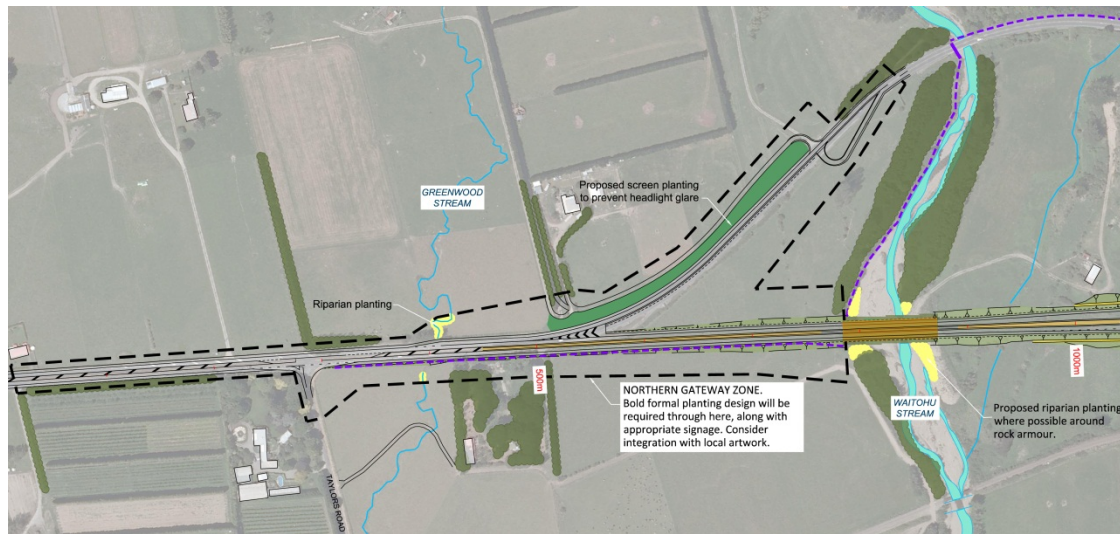 GREENWOOD
STREAM
Proposed screen planting
to prevent headlight glare
Riparian planting
500m
NORTHERN GATEWAY ZONE.
Bold formal planting design will be
required through here, along with
appropriate signage. Consider
integration with local artwork.
WAITOHU
STREAM
Proposed riparian planting
where possible around
rock armour.
1000m
TAYLORS ROAD